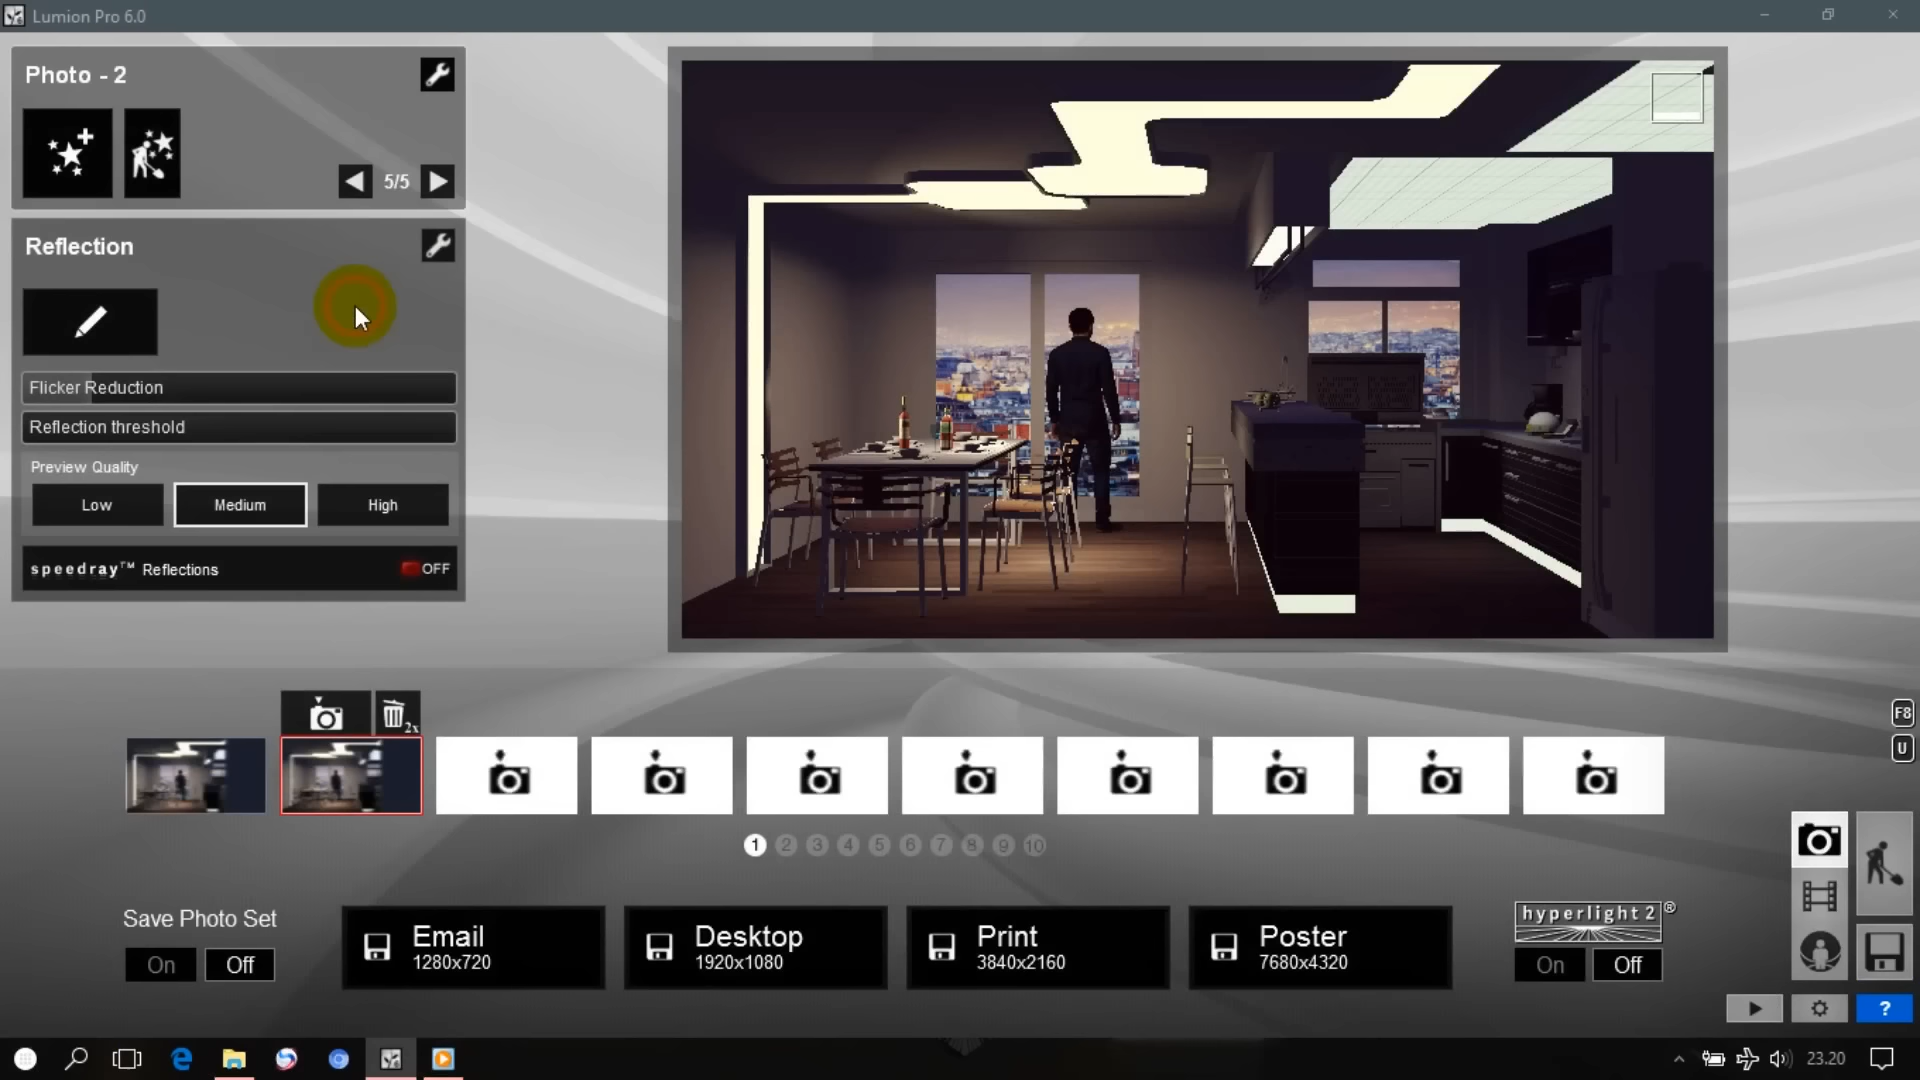 Lumion Pro 6.0
Photo - 2
5/5
Reflection
Flicker Reduction
Reflection threshold
Preview Quality
Low
Medium
High
speedray™ Reflections
OFF
2x
F8
U
1 2 3 4 5 6 7 8 9 10
Save Photo Set
On
Off
Email
1280x720
Desktop
1920x1080
Print
3840x2160
Poster
7680x4320
hyperlight 2®
On
Off
?
23.20